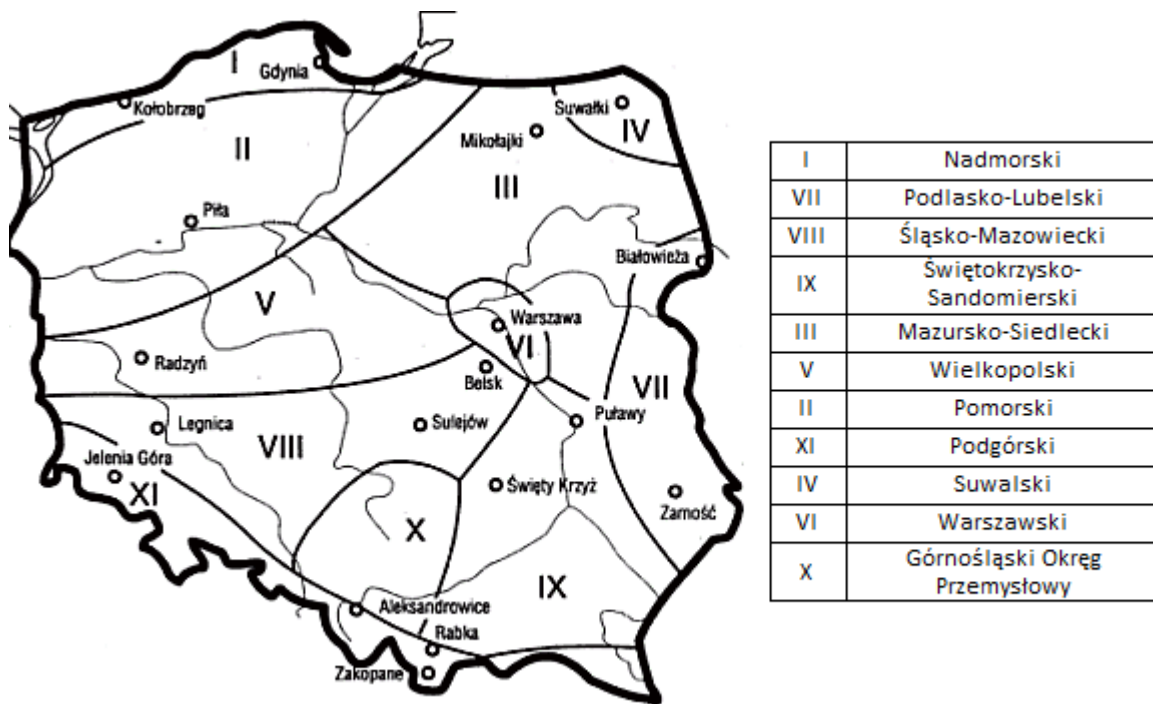 I
Gdynia
Kołobrzeg
Suwałki
IV
Mikołajki
II
III
Piła
Białowieża
V
Warszawa
VI
Radzyń
Belsk
VII
Puławy
Legnica
VIII
Sulejów
Jelenia Góra
XI
Święty Krzyż
Zamość
X
IX
Aleksandrowice
Rabka
Zakopane
I Nadmorski
VII Podlasko-Lubelski
VIII Śląsko-Mazowiecki
IX Świętokrzysko-
Sandomierski
III Mazursko-Siedlecki
V Wielkopolski
II Pomorski
XI Podgórski
IV Suwalski
VI Warszawski
X Górnośląski Okręg
Przemysłowy